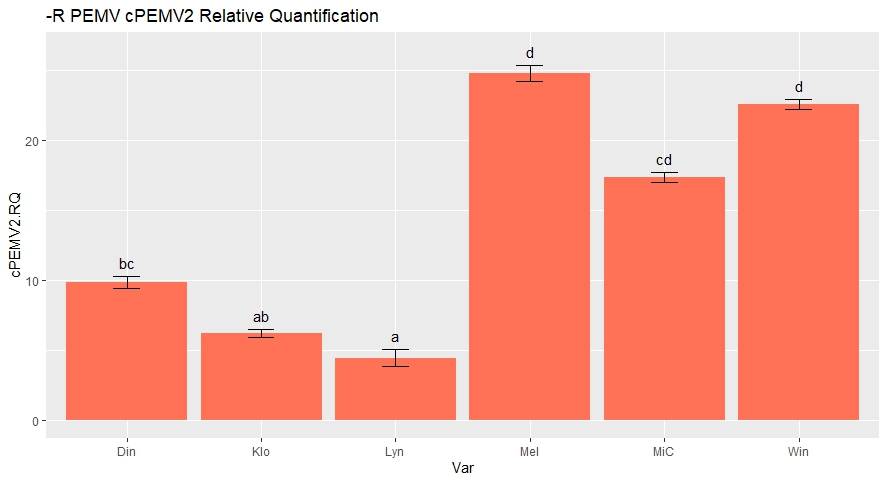 -R PEMV cPEMV2 Relative Quantification
cPEMV2.RQ
20
10
0
bc
ab
a
d
cd
d
Din Klo Lyn Mel MiC Win
Var